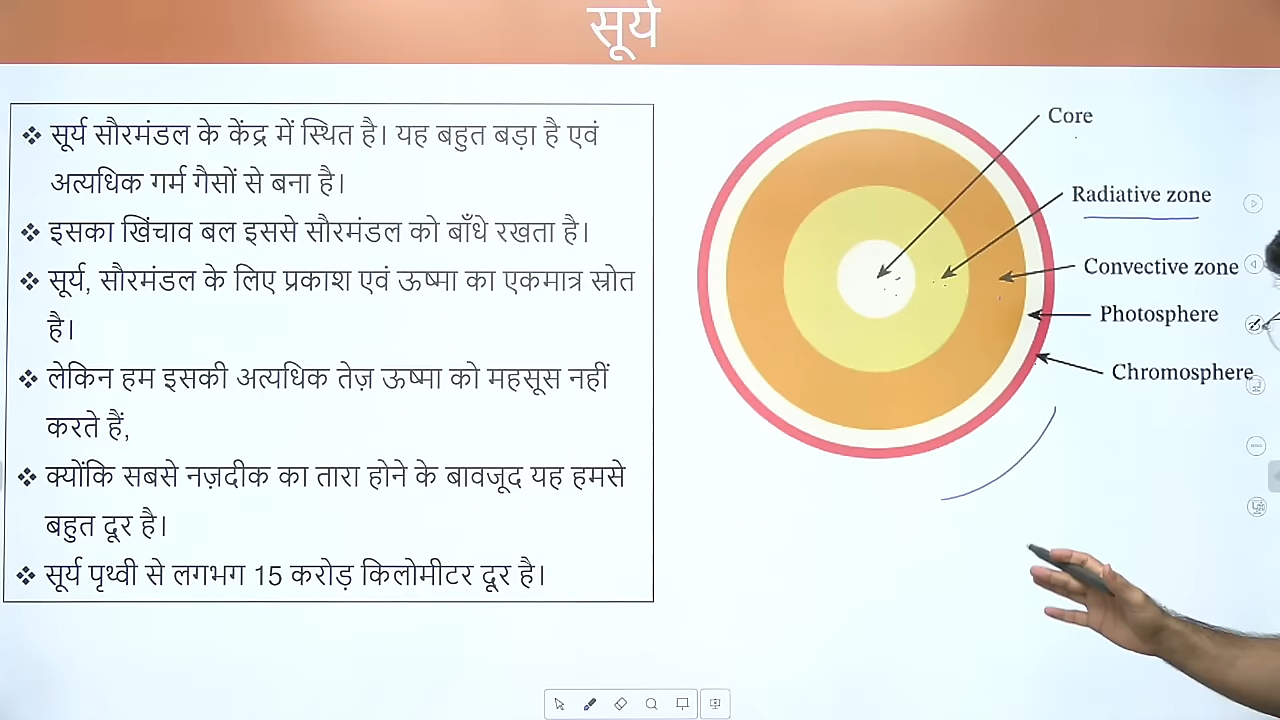 सूर्य
❖ सूर्य सौरमंडल के केंद्र में स्थित है। यह बहुत बड़ा है एवं
अत्यधिक गर्म गैसों से बना है।
❖ इसका खिंचाव बल इससे सौरमंडल को बाँधे रखता है।
❖ सूर्य, सौरमंडल के लिए प्रकाश एवं ऊष्मा का एकमात्र स्रोत
है।
❖ लेकिन हम इसकी अत्यधिक तेज़ ऊष्मा को महसूस नहीं
करते हैं,
❖ क्योंकि सबसे नज़दीक का तारा होने के बावजूद यह हमसे
बहुत दूर है।
❖ सूर्य पृथ्वी से लगभग 15 करोड़ किलोमीटर दूर है।
Core
Radiative zone
Convective zone
Photosphere
Chromosphere